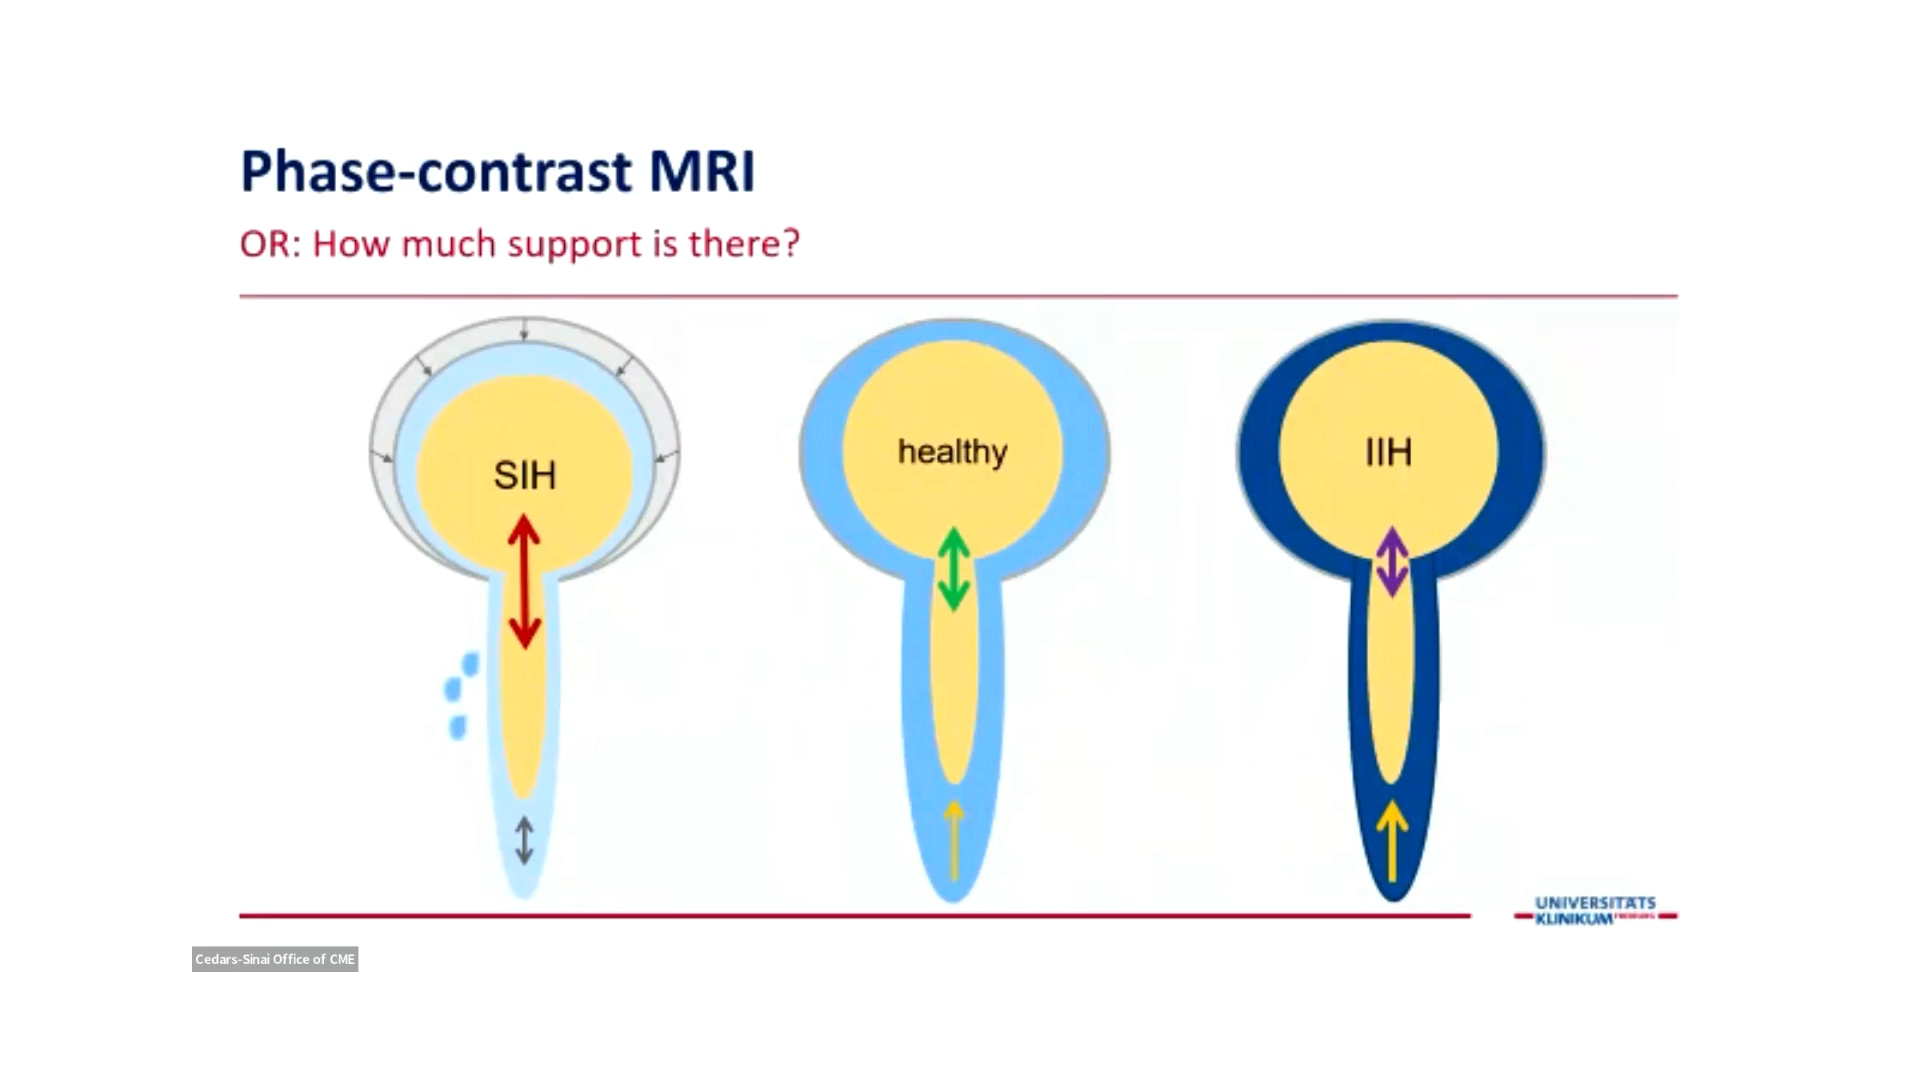 Phase-contrast MRI
OR: How much support is there?
SIH
healthy
IIH
UNIVERSITÄTS
KLINIKUM FREIBURG
Cedars-Sinai Office of CME